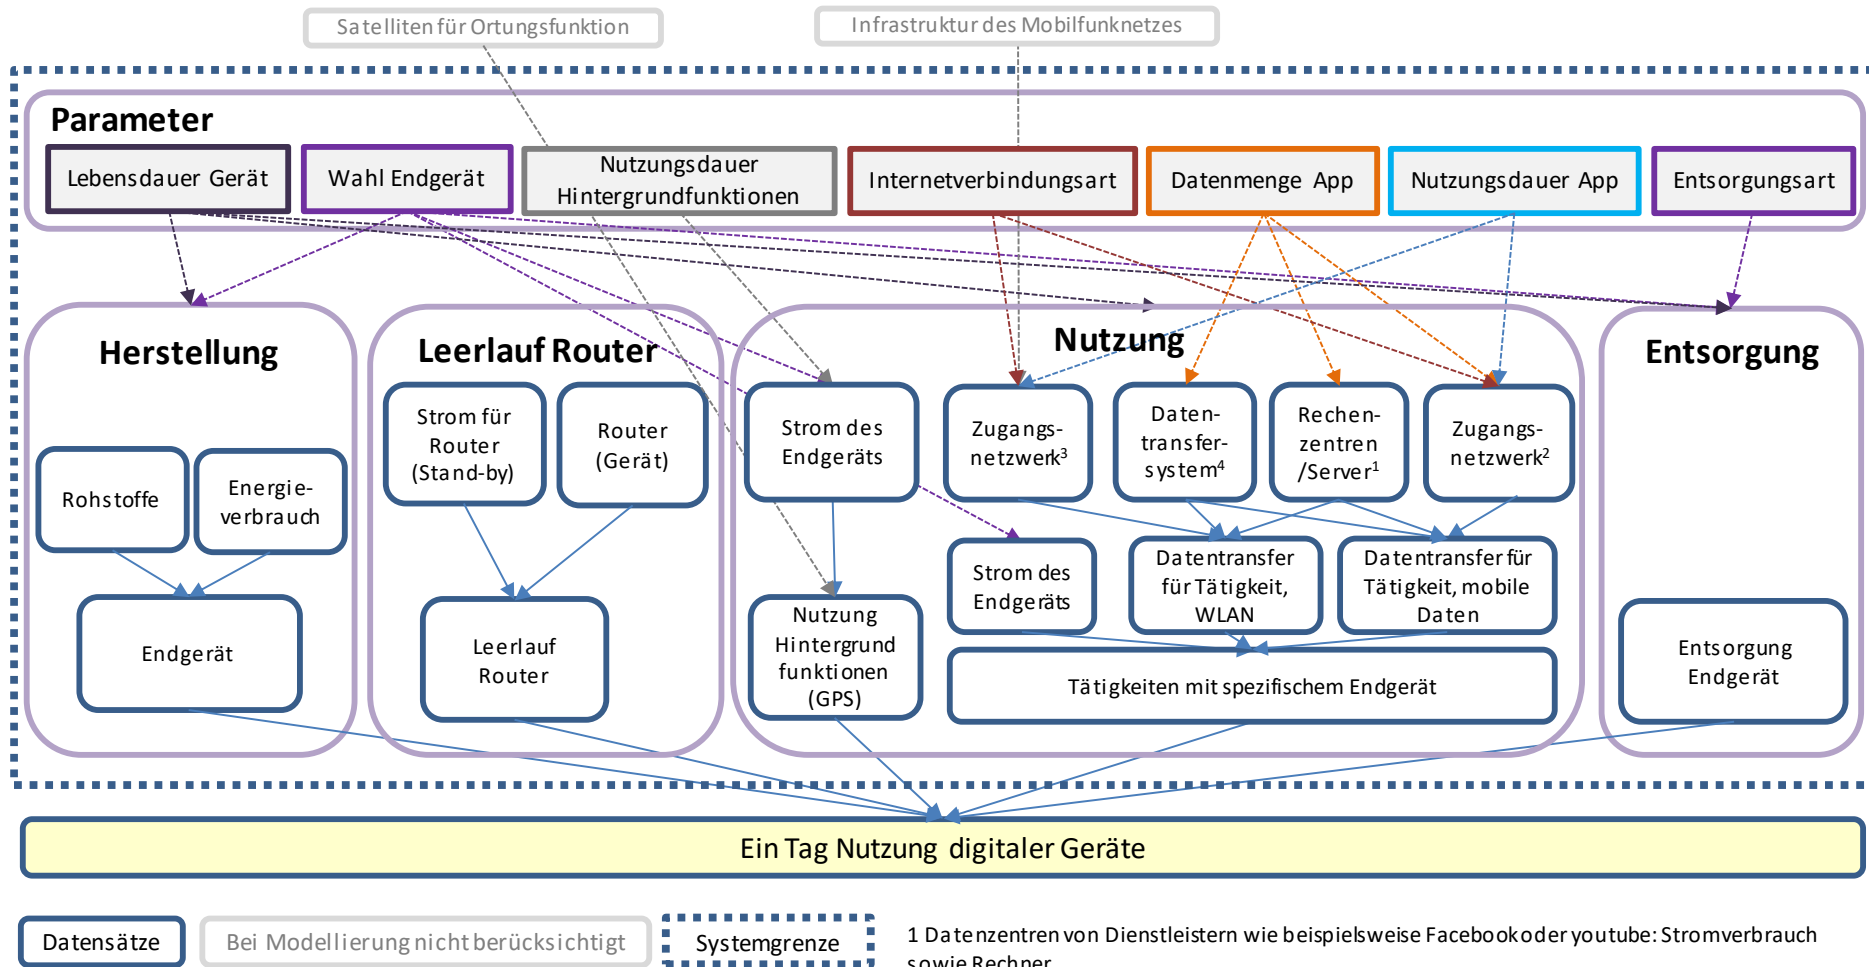 Satelliten für Ortungsfunktion
Infrastruktur des Mobilfunknetzes
Parameter
Lebensdauer Gerät
Wahl Endgerät
Nutzungsdauer
Hintergrundfunktionen
Internetverbindungsart
Datenmenge App
Nutzungsdauer App
Entsorgungsart
Herstellung
Rohstoffe
Energie-
verbrauch
Endgerät
Leerlauf Router
Strom für
Router
(Stand-by)
Router
(Gerät)
Leerlauf
Router
Nutzung
Strom des
Endgeräts
Zugangs-
netzwerk³
Daten-
transfer-
system⁴
Rechen-
zentren
/Server¹
Zugangs-
netzwerk²
Strom des
Endgeräts
Datentransfer
für Tätigkeit,
WLAN
Datentransfer für
Tätigkeit, mobile
Daten
Nutzung
Hintergrund
funktionen
(GPS)
Tätigkeiten mit spezifischem Endgerät
Entsorgung
Entsorgung
Endgerät
Ein Tag Nutzung digitaler Geräte
Datensätze
Bei Modellierung nicht berücksichtigt
Systemgrenze
1 Datenzentren von Dienstleistern wie beispielsweise Facebook oder youtube: Stromverbrauch
sowie Rechner